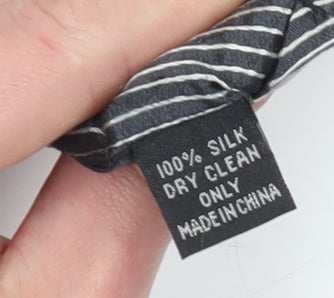 100% SILK
DRY CLEAN
ONLY
MADE IN CHINA